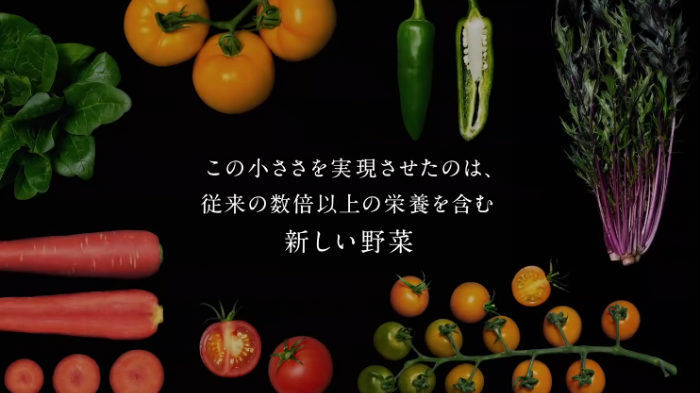 この小ささを実現させたのは、
従来の数倍以上の栄養を含む
新しい野菜